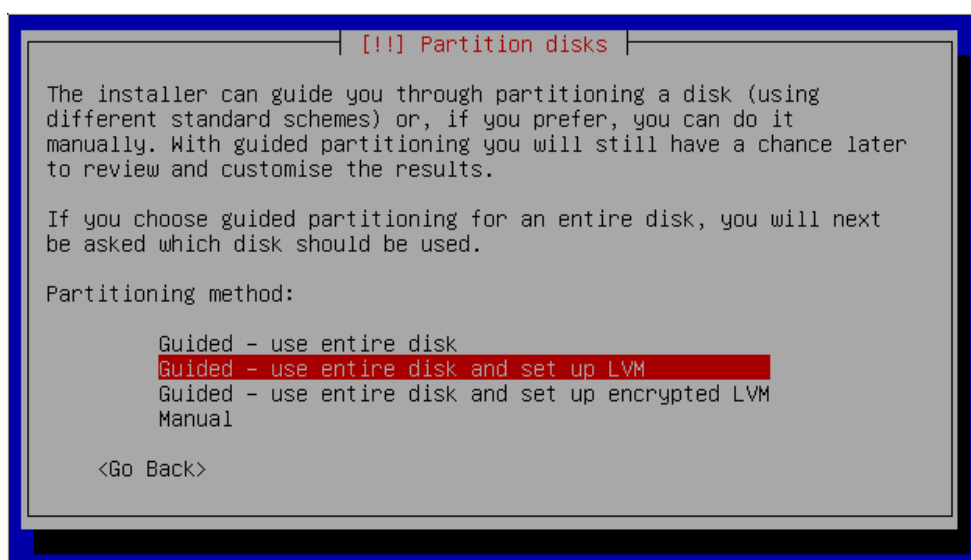 [!!] Partition disks
The installer can guide you through partitioning a disk (using
different standard schemes) or, if you prefer, you can do it
manually. With guided partitioning you will still have a chance later
to review and customise the results.
If you choose guided partitioning for an entire disk, you will next
be asked which disk should be used.
Partitioning method:
Guided – use entire disk
Guided – use entire disk and set up LVM
Guided – use entire disk and set up encrypted LVM
Manual
<Go Back>